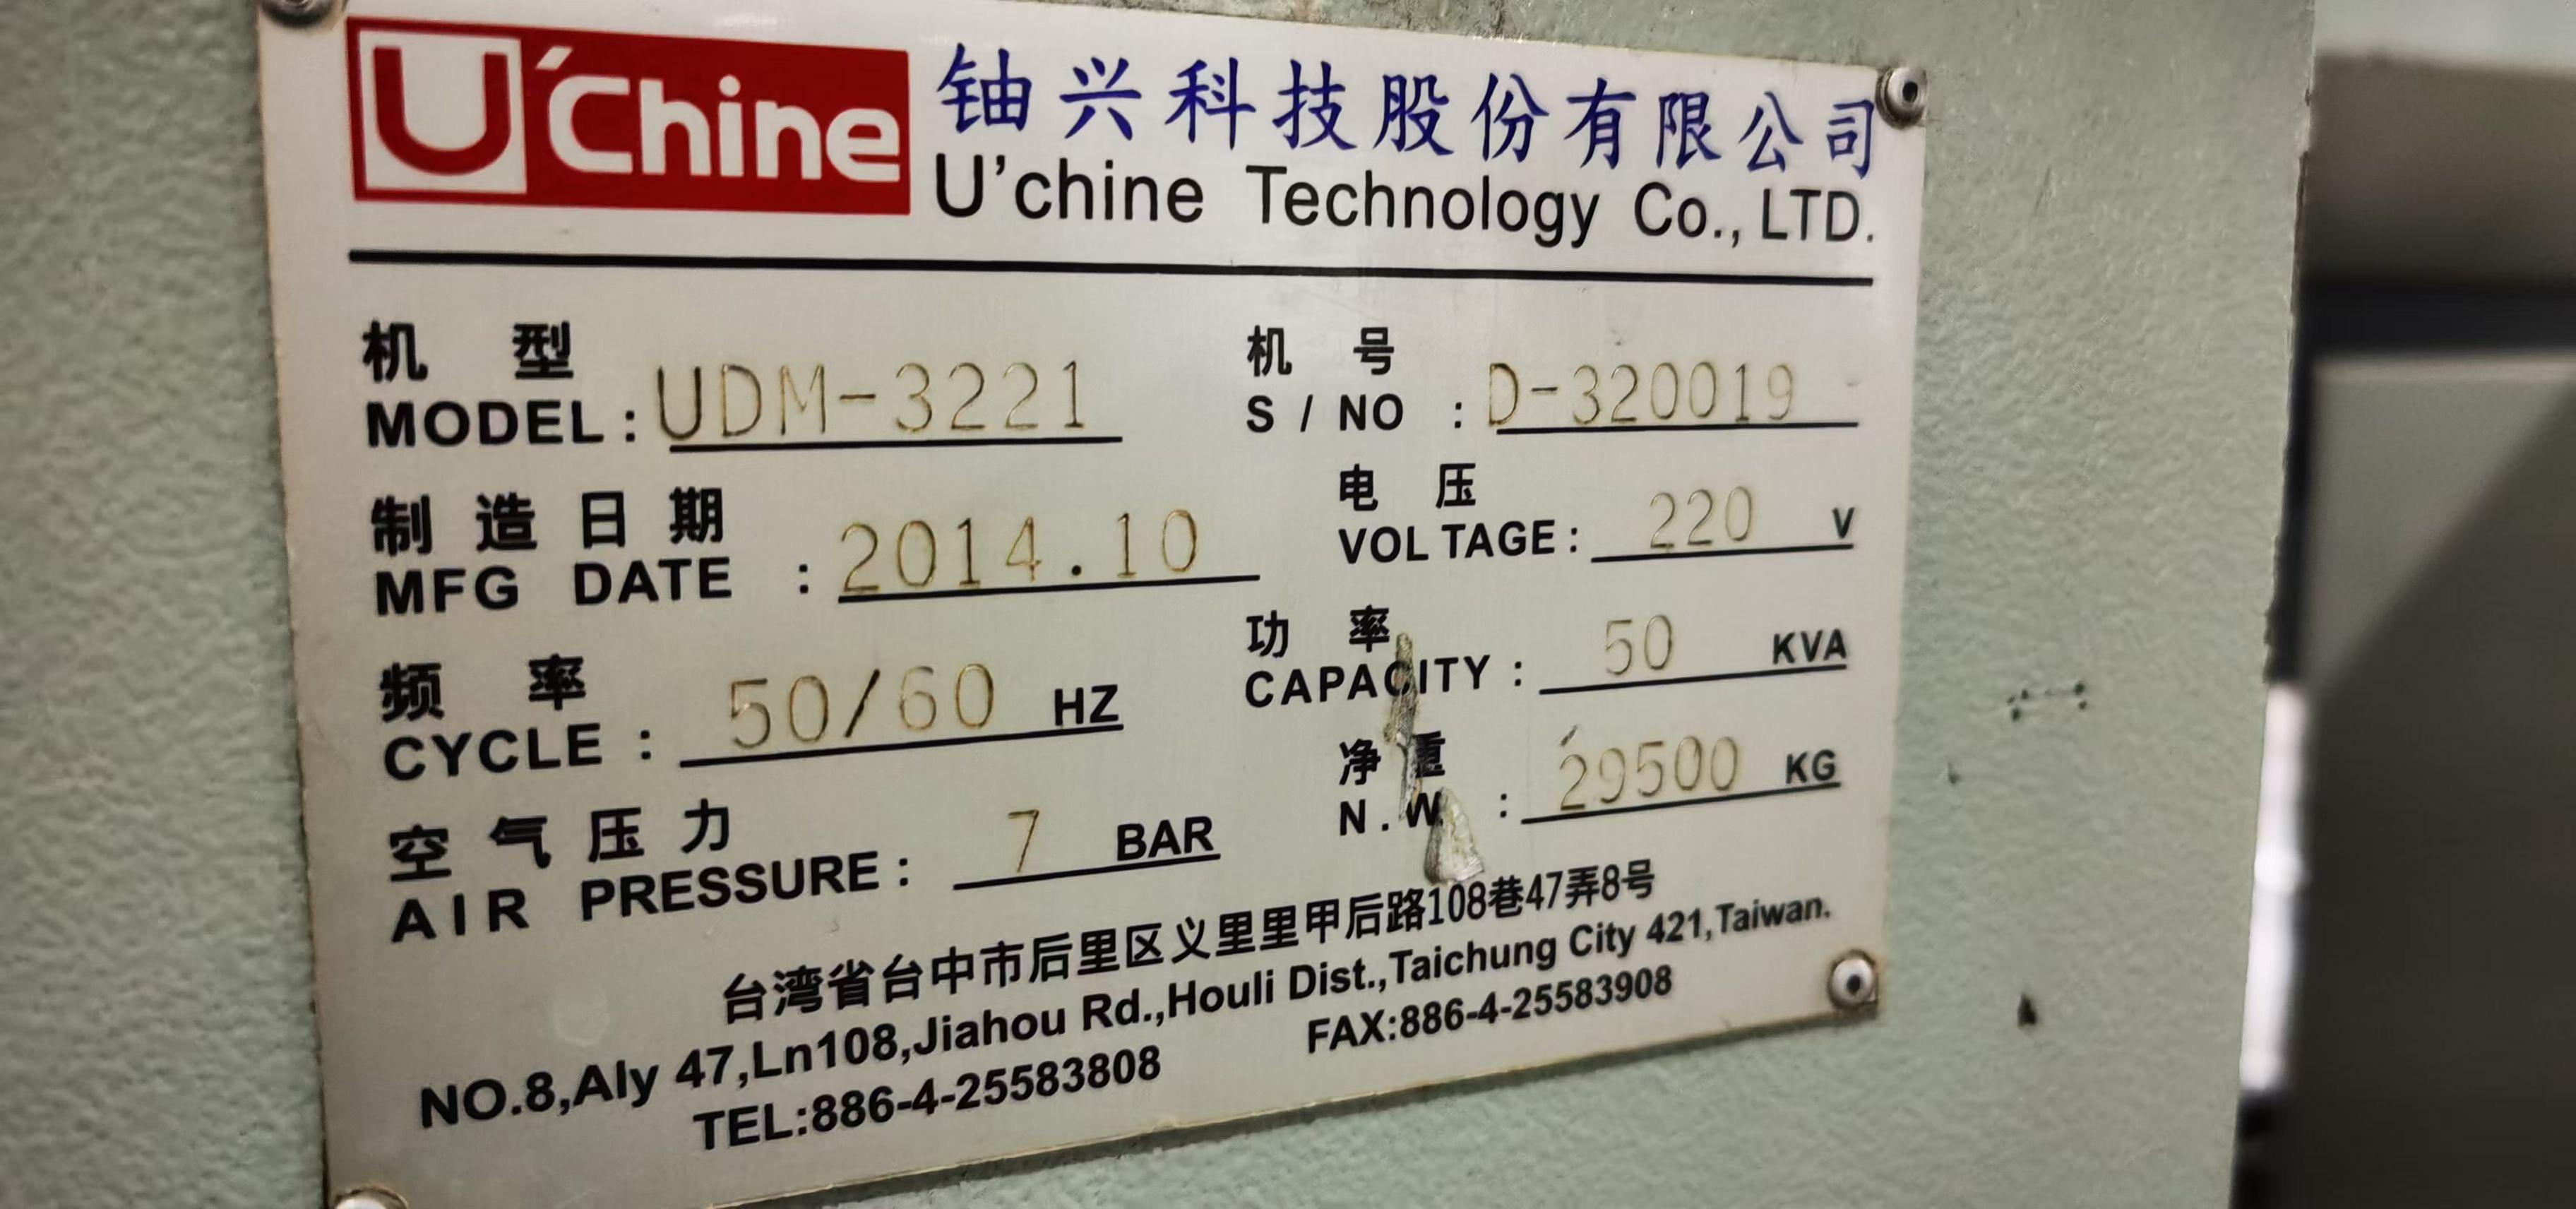 U'Chine 铀兴科技股份有限公司
U'chine Technology Co., LTD.
机 型 机 号
MODEL: UDM-3221 S / NO : D-320019
制 造 日 期 电 压
MFG DATE : 2014.10 VOL TAGE: 220 V
频 率 功 率
CYCLE : 50/60 HZ CAPACITY : 50 KVA
空 气 压 力 净 重
AIR PRESSURE : 7 BAR N.W : 29500 KG
台湾省台中市后里区义里里甲后路108巷47弄8号
NO.8,Aly 47,Ln108,Jiahou Rd.,Houli Dist.,Taichung City 421,Taiwan.
TEL:886-4-25583808 FAX:886-4-25583908